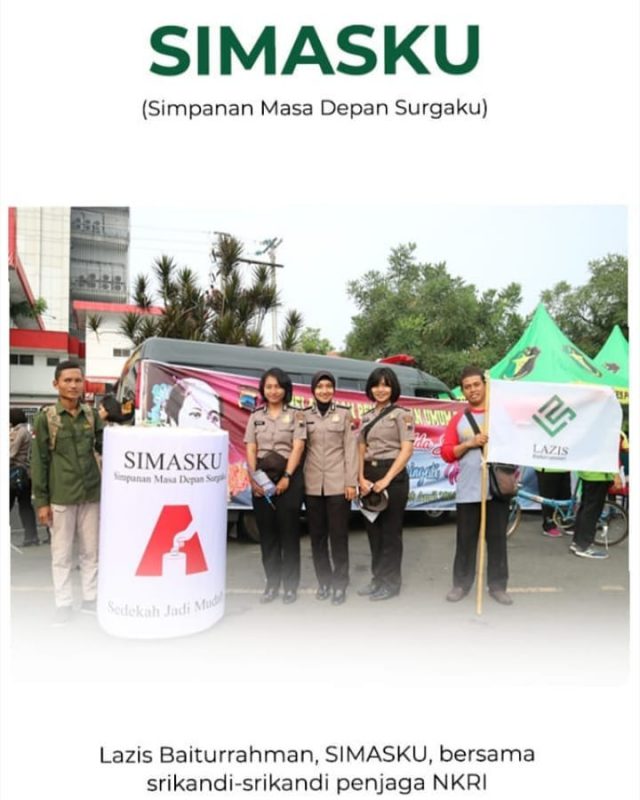 SIMASKU
(Simpanan Masa Depan Surgaku)
SIMASKU
Simpanan Masa Depan Surgaku
Sedekah Jadi Mudah
LAZIS
Lazis Baiturrahman, SIMASKU, bersama
srikandi-srikandi penjaga NKRI